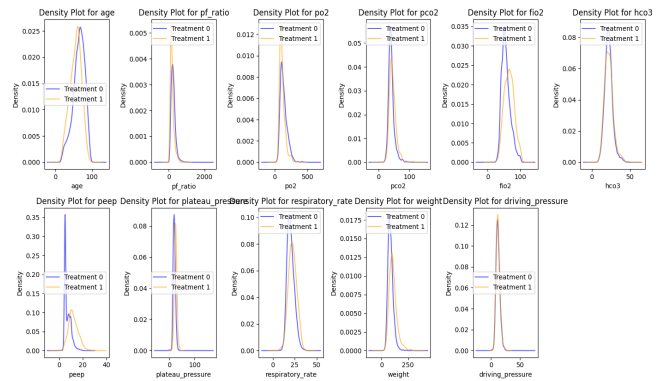 Density Plot for age
Density
0.025
0.020
0.015
0.010
0.005
0.000
Treatment 0
Treatment 1
0
100
age
Density Plot for pf_ratio
Density
0.005
0.004
0.003
0.002
0.001
0.000
Treatment 0
Treatment 1
0
2000
pf_ratio
Density Plot for po2
Density
0.012
0.010
0.008
0.006
0.004
0.002
0.000
Treatment 0
Treatment 1
0
500
po2
Density Plot for pco2
Density
0.05
0.04
0.03
0.02
0.01
0.00
Treatment 0
Treatment 1
0
100
pco2
Density Plot for fio2
Density
0.035
0.030
0.025
0.020
0.015
0.010
0.005
0.000
Treatment 0
Treatment 1
0
50
100
fio2
Density Plot for hco3
Density
0.08
0.06
0.04
0.02
0.00
Treatment 0
Treatment 1
0
50
hco3
Density Plot for peep
Density
0.35
0.30
0.25
0.20
0.15
0.10
0.05
0.00
Treatment 0
Treatment 1
0
20
40
peep
Density Plot for plateau_pressure
Density
0.08
0.06
0.04
0.02
0.00
Treatment 0
Treatment 1
0
100
plateau_pressure
Density Plot for respiratory_rate
Density
0.10
0.08
0.06
0.04
0.02
0.00
Treatment 0
Treatment 1
0
25
50
respiratory_rate
Density Plot for weight
Density
0.0175
0.0150
0.0125
0.0100
0.0075
0.0050
0.0025
0.0000
Treatment 0
Treatment 1
0
250
weight
Density Plot for driving_pressure
Density
0.12
0.10
0.08
0.06
0.04
0.02
0.00
Treatment 0
Treatment 1
0
50
driving_pressure